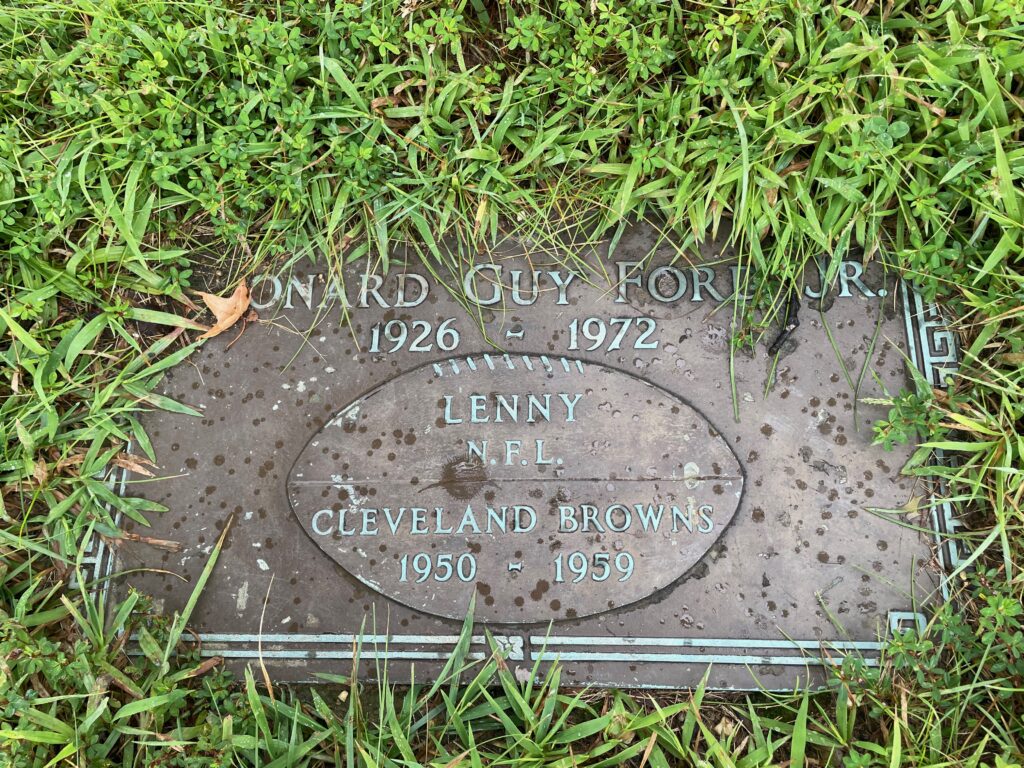 ONARD GUY FORD JR.
1926 - 1972
LENNY
N.F.L.
CLEVELAND BROWNS
1950 - 1959